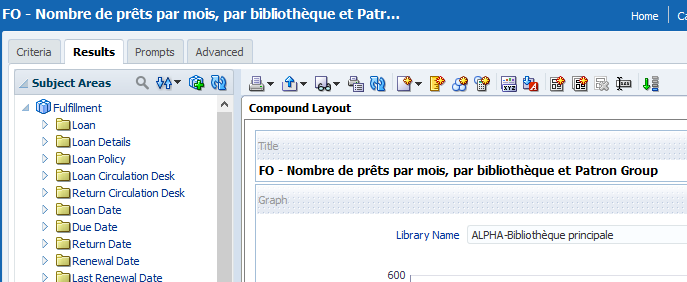 FO - Nombre de prêts par mois, par bibliothèque et Patr...
Home
Criteria
Results
Prompts
Advanced
Subject Areas
Fulfillment
Loan
Loan Details
Loan Policy
Loan Circulation Desk
Return Circulation Desk
Loan Date
Due Date
Return Date
Renewal Date
Last Renewal Date
Compound Layout
Title
FO - Nombre de prêts par mois, par bibliothèque et Patron Group
Graph
Library Name ALPHA-Bibliothèque principale
600